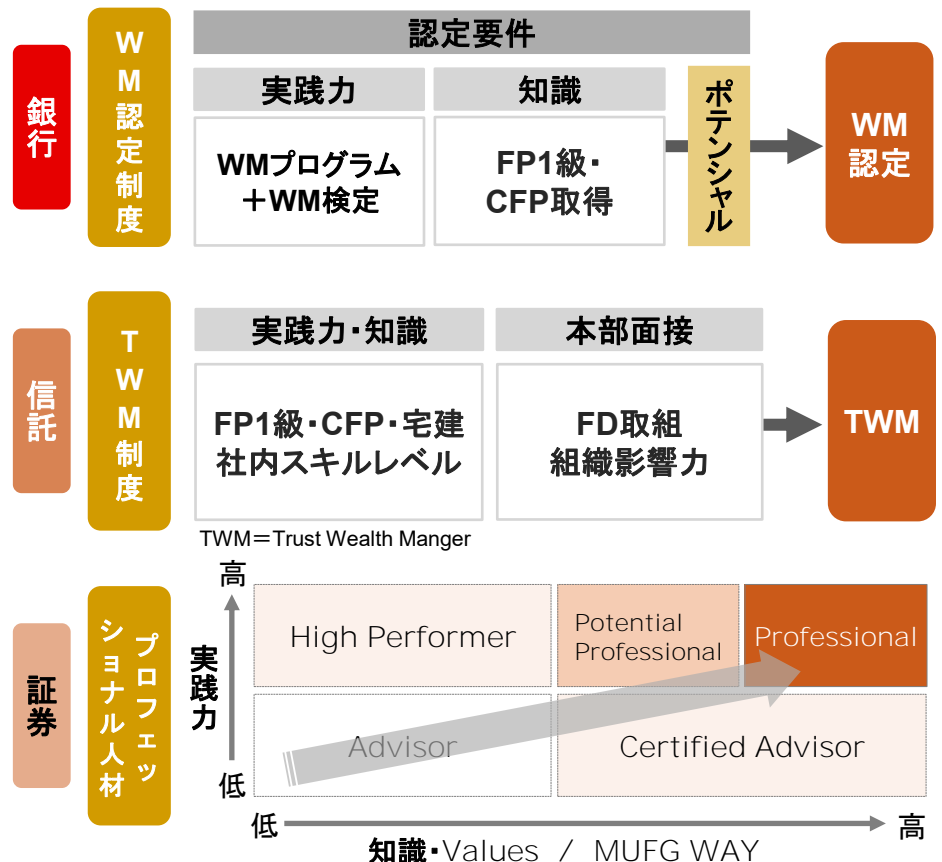 銀行
WM認定制度
認定要件
実践力
知識
WMプログラム
＋WM検定
FP1級・
CFP取得
ポテンシャル
WM
認定
信託
TWM制度
実践力・知識
本部面接
FP1級・CFP・宅建
社内スキルレベル
FD取組
組織影響力
TWM
TWM＝Trust Wealth Manger
証券
プロフェッ
ショナル人材
高
実践力
低
High Performer
Potential
Professional
Professional
Advisor
Certified Advisor
低
高
知識・Values / MUFG WAY